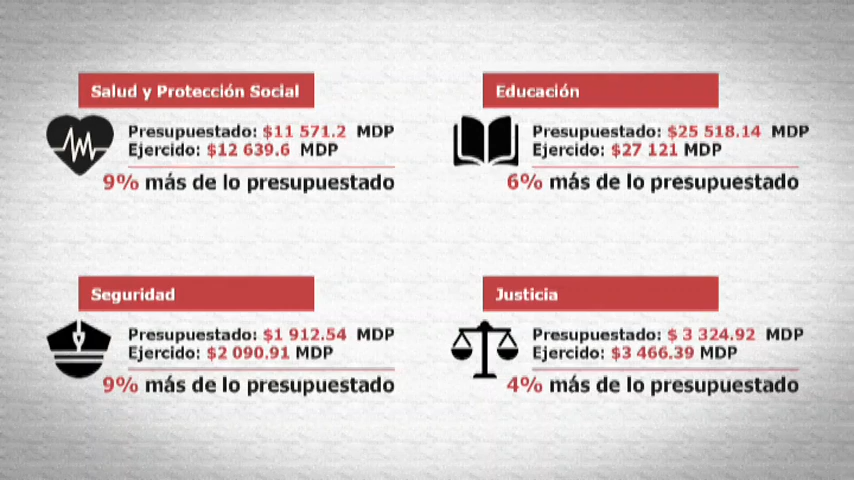 Salud y Protección Social
Presupuestado: $11 571.2 MDP
Ejercido: $12 639.6 MDP
9% más de lo presupuestado
Educación
Presupuestado: $25 518.14 MDP
Ejercido: $27 121 MDP
6% más de lo presupuestado
Seguridad
Presupuestado: $1 912.54 MDP
Ejercido: $2 090.91 MDP
9% más de lo presupuestado
Justicia
Presupuestado: $ 3 324.92 MDP
Ejercido: $3 466.39 MDP
4% más de lo presupuestado